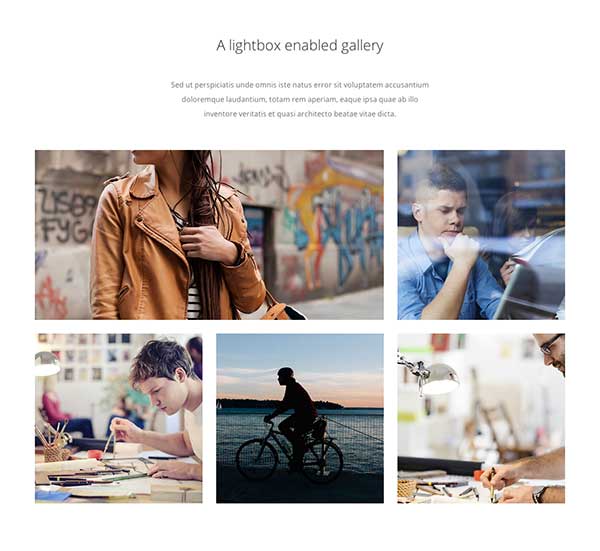 A lightbox enabled gallery
Sed ut perspiciatis unde omnis iste natus error sit voluptatem accusantium
doloremque laudantium, totam rem aperiam, eaque ipsa quae ab illo
inventore veritatis et quasi architecto beatae vitae dicta.